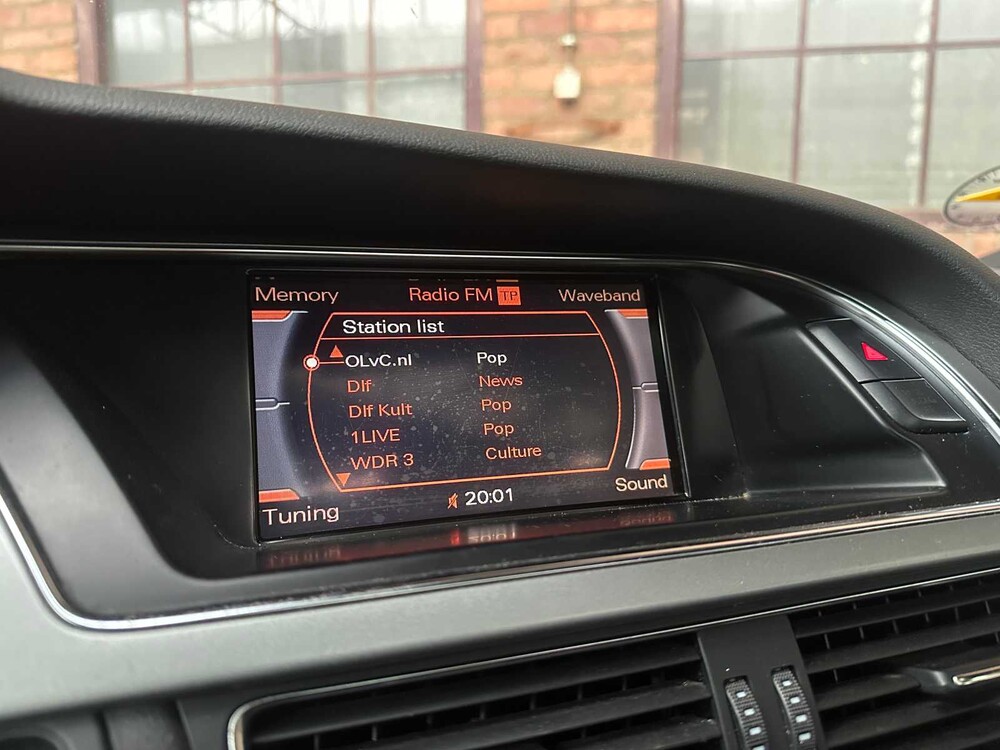 Memory Radio FM TP Waveband
Station list
OLvC.nl Pop
Dlf News
Dlf Kult Pop
1LIVE Pop
WDR 3 Culture
Tuning 20:01 Sound